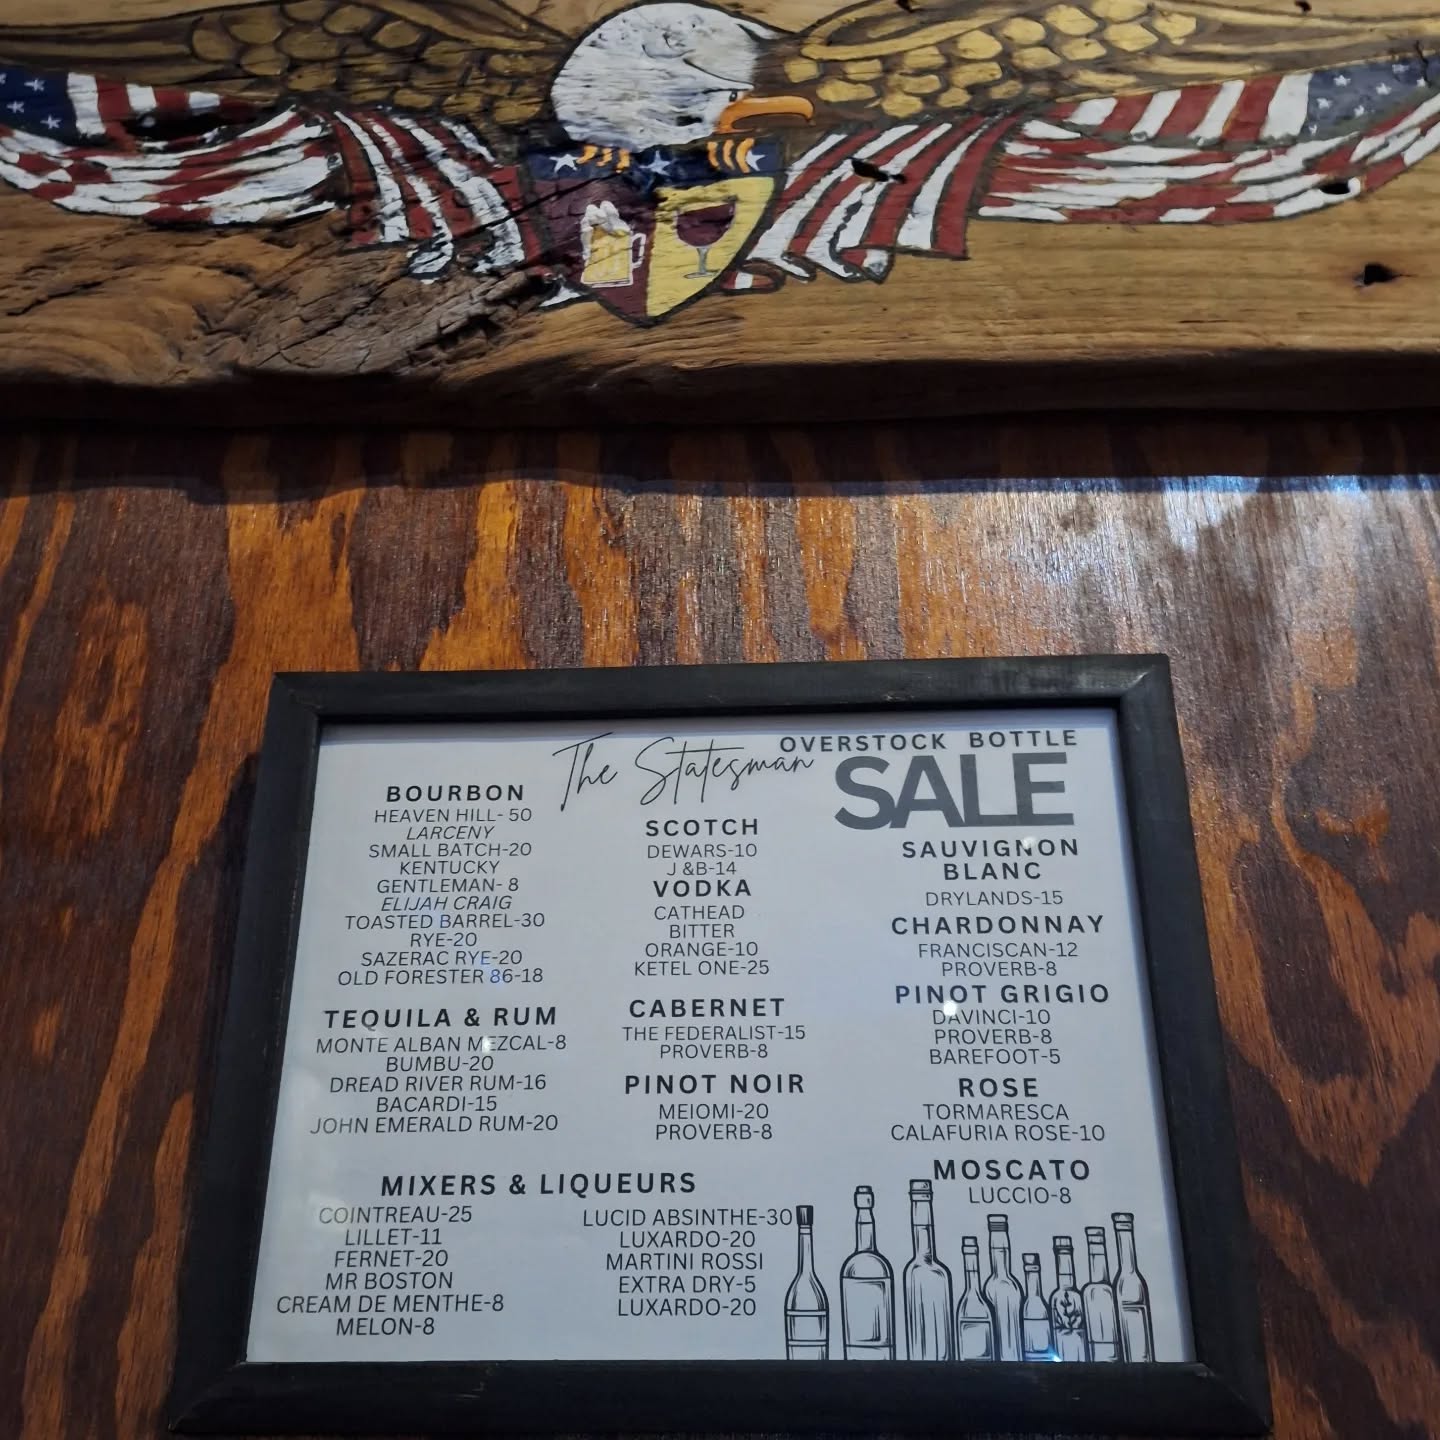 The Statesman
OVERSTOCK BOTTLE
SALE
BOURBON
HEAVEN HILL- 50
LARCENY
SMALL BATCH-20
KENTUCKY
GENTLEMAN- 8
ELIJAH CRAIG
TOASTED BARREL-30
RYE-20
SAZERAC RYE-20
OLD FORESTER 86-18
TEQUILA & RUM
MONTE ALBAN MEZCAL-8
BUMBU-20
DREAD RIVER RUM-16
BACARDI-15
JOHN EMERALD RUM-20
SCOTCH
DEWARS-10
J &B-14
VODKA
CATHEAD
BITTER
ORANGE-10
KETEL ONE-25
CABERNET
THE FEDERALIST-15
PROVERB-8
PINOT NOIR
MEIOMI-20
PROVERB-8
SAUVIGNON
BLANC
DRYLANDS-15
CHARDONNAY
FRANCISCAN-12
PROVERB-8
PINOT GRIGIO
DAVINCI-10
PROVERB-8
BAREFOOT-5
ROSE
TORMARESCA
CALAFURIA ROSE-10
MOSCATO
LUCCIO-8
MIXERS & LIQUEURS
COINTREAU-25
LILLET-11
FERNET-20
MR BOSTON
CREAM DE MENTHE-8
MELON-8
LUCID ABSINTHE-30
LUXARDO-20
MARTINI ROSSI
EXTRA DRY-5
LUXARDO-20